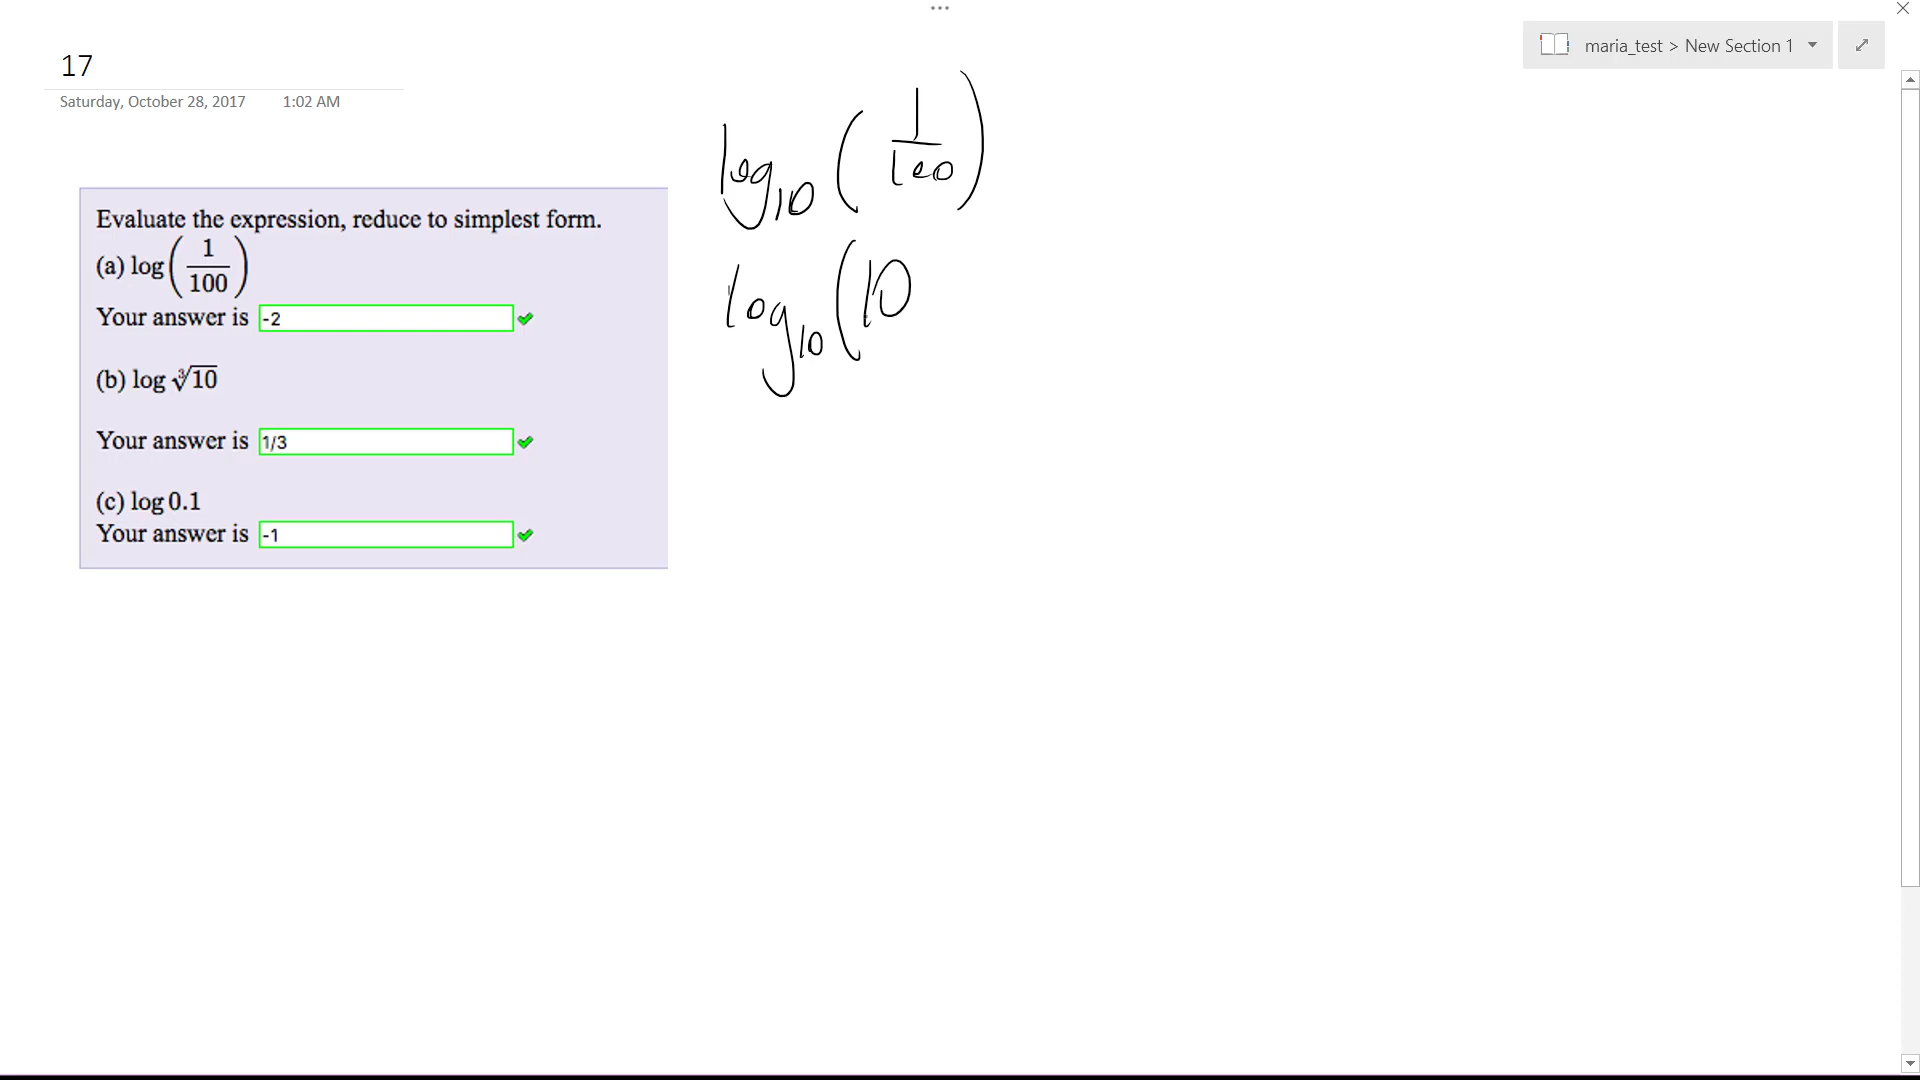 maria_test > New Section 1
17
Saturday, October 28, 2017 1:02 AM
Evaluate the expression, reduce to simplest form.
(a) log(1/100)
Your answer is -2
(b) log ∛10
Your answer is 1/3
(c) log 0.1
Your answer is -1
log₁₀(1/100)
log₁₀(10